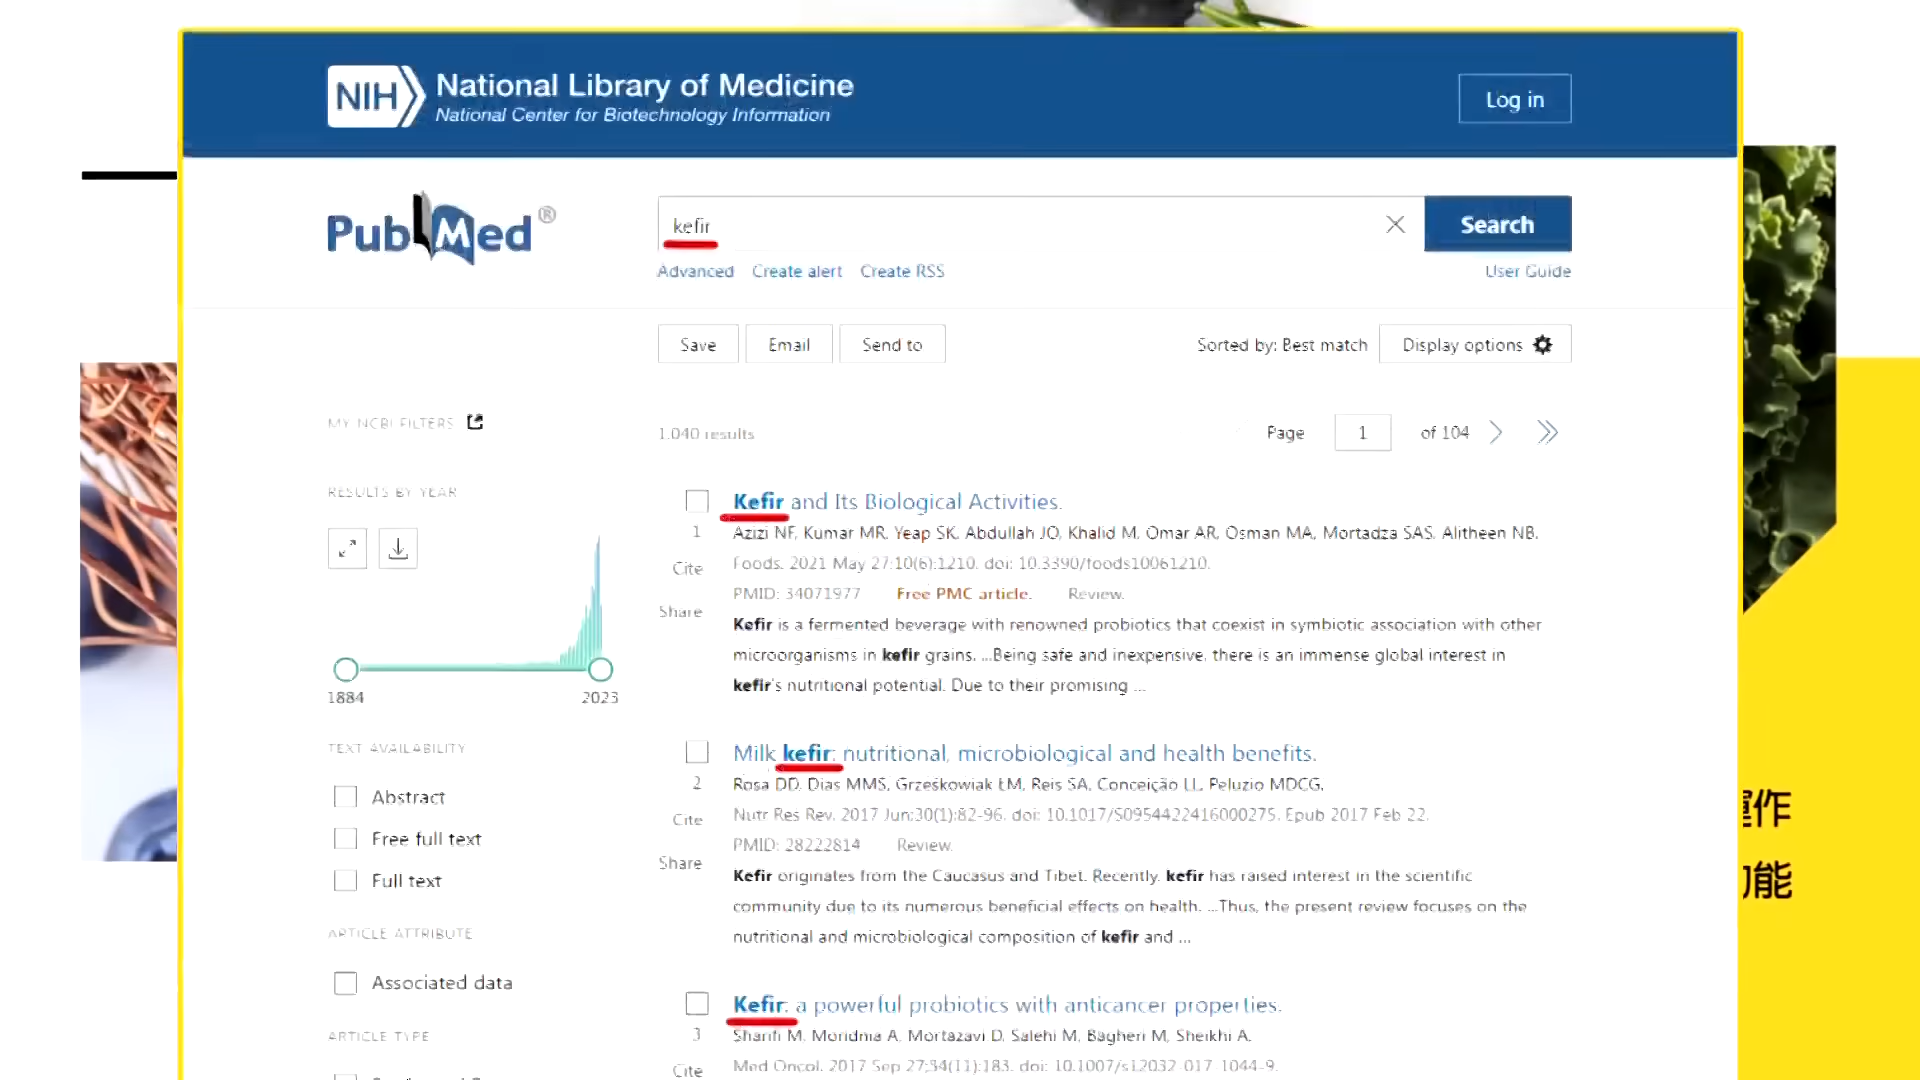 NIH National Library of Medicine
National Center for Biotechnology Information
Log in
PubMed®
kefir
Search
Advanced Create alert Create RSS
User Guide
Save Email Send to
Sorted by: Best match
Display options
MY NCBI FILTERS
1,040 results
Page 1 of 104
RESULTS BY YEAR
1884 2023
TEXT AVAILABILITY
Abstract
Free full text
Full text
ARTICLE ATTRIBUTE
Associated data
ARTICLE TYPE
Kefir and Its Biological Activities.
1
Azizi NF, Kumar MR, Yeap SK, Abdullah JO, Khalid M, Omar AR, Osman MA, Mortadza SAS, Alitheen NB.
Cite
Foods. 2021 May 27;10(6):1210. doi: 10.3390/foods10061210.
PMID: 34071977 Free PMC article. Review.
Share
Kefir is a fermented beverage with renowned probiotics that coexist in symbiotic association with other
microorganisms in kefir grains. ...Being safe and inexpensive, there is an immense global interest in
kefir's nutritional potential. Due to their promising ...
Milk kefir: nutritional, microbiological and health benefits.
2
Rosa DD, Dias MMS, Grześkowiak ŁM, Reis SA, Conceição LL, Peluzio MDCG.
Cite
Nutr Res Rev. 2017 Jun;30(1):82-96. doi: 10.1017/S0954422416000275. Epub 2017 Feb 22.
PMID: 28222814 Review.
Share
Kefir originates from the Caucasus and Tibet. Recently, kefir has raised interest in the scientific
community due to its numerous beneficial effects on health. ...Thus, the present review focuses on the
nutritional and microbiological composition of kefir and ...
Kefir: a powerful probiotics with anticancer properties.
3
Sharifi M, Moridnia A, Mortazavi D, Salehi M, Bagheri M, Sheikhi A.
Cite
Med Oncol. 2017 Sep 27;34(11):183. doi: 10.1007/s12032-017-1044-9.
運作
功能